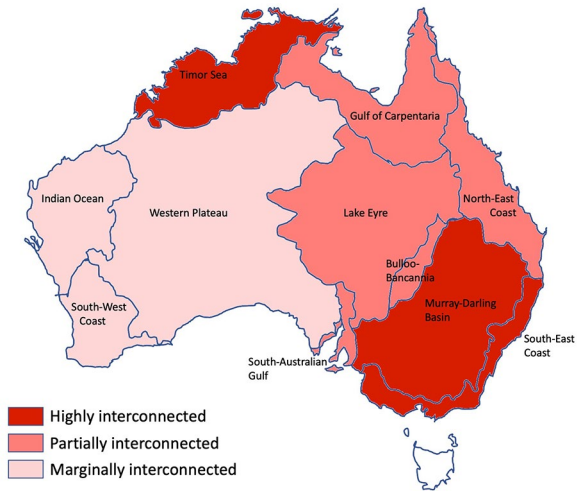 Timor Sea
Gulf of Carpentaria
Indian Ocean
Western Plateau
Lake Eyre
North-East
Coast
Bulloo-
Bancannia
South-West
Coast
Murray-Darling
Basin
South-East
Coast
South-Australian
Gulf
Highly interconnected
Partially interconnected
Marginally interconnected